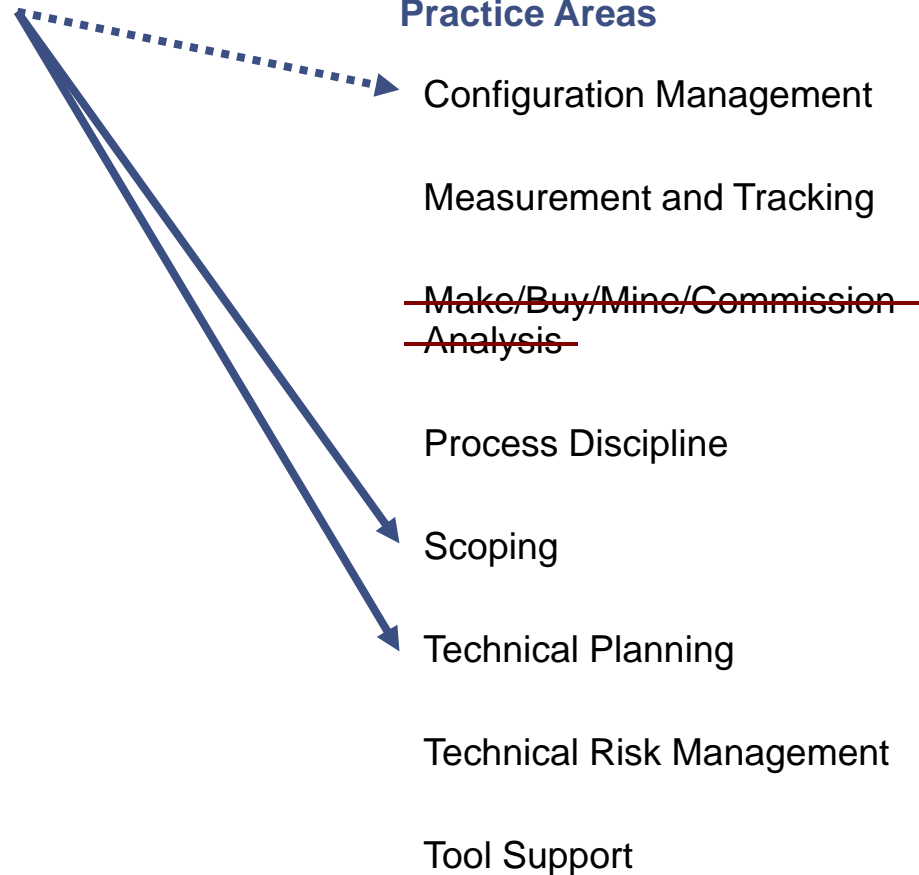 Practice Areas
Configuration Management
Measurement and Tracking
Make/Buy/Mine/Commission
Analysis
Process Discipline
Scoping
Technical Planning
Technical Risk Management
Tool Support